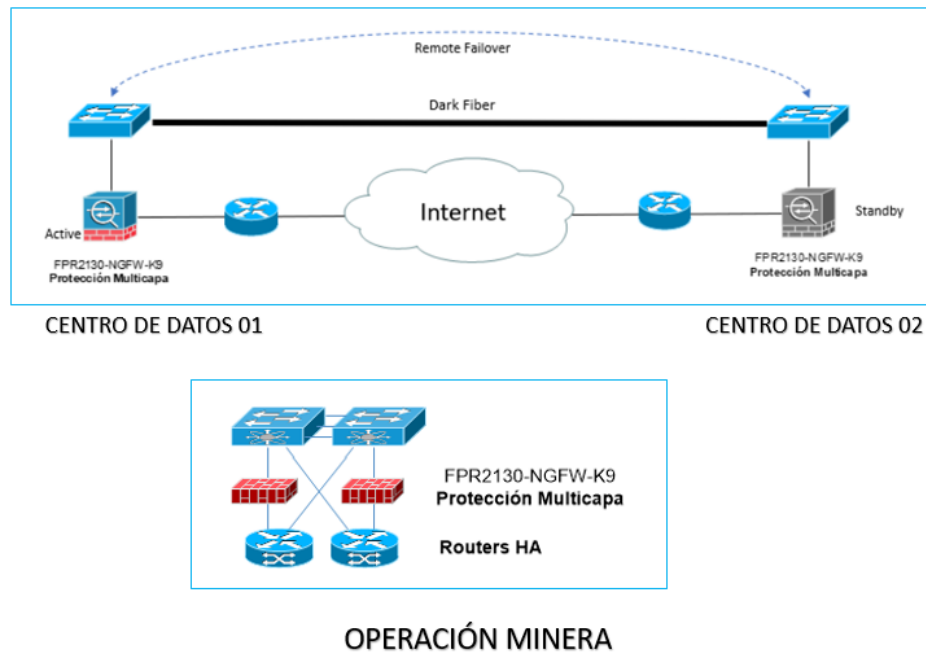 Remote Failover
Dark Fiber
Internet
Active
Standby
FPR2130-NGFW-K9
Protección Multicapa
FPR2130-NGFW-K9
Protección Multicapa
CENTRO DE DATOS 01
CENTRO DE DATOS 02
FPR2130-NGFW-K9
Protección Multicapa
Routers HA
OPERACIÓN MINERA